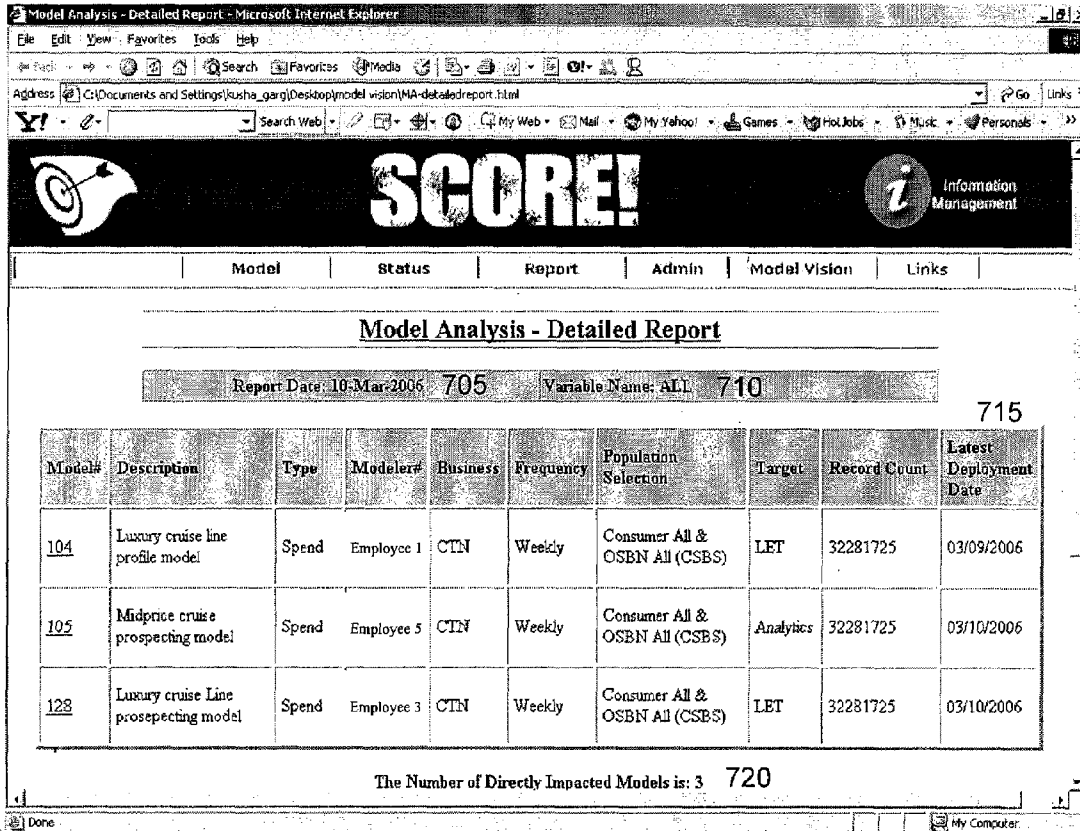 Model Analysis - Detailed Report - Microsoft Internet Explorer
File Edit View Favorites Tools Help
Back Search Favorites Media
Address C:\Documents and Settings\kusha_garg\Desktop\model vision\MA-detailedreport.html Go Links
Y! Search Web My Web Mail My Yahoo! Games HotJobs Music Personals
SCORE!
i Information
Management
Model Status Report Admin Model Vision Links
Model Analysis - Detailed Report
Report Date: 10-Mar-2006 705 Variable Name: ALL 710
715
Model# Description Type Modeler# Business Frequency Population Selection Target Record Count Latest Deployment Date
104 Luxury cruise line profile model Spend Employee 1 CTN Weekly Consumer All & OSBN All (CSBS) LET 32281725 03/09/2006
105 Midprice cruise prospecting model Spend Employee 5 CTN Weekly Consumer All & OSBN All (CSBS) Analytics 32281725 03/10/2006
128 Luxury cruise Line prosepecting model Spend Employee 3 CTN Weekly Consumer All & OSBN All (CSBS) LET 32281725 03/10/2006
The Number of Directly Impacted Models is: 3 720
Done My Computer